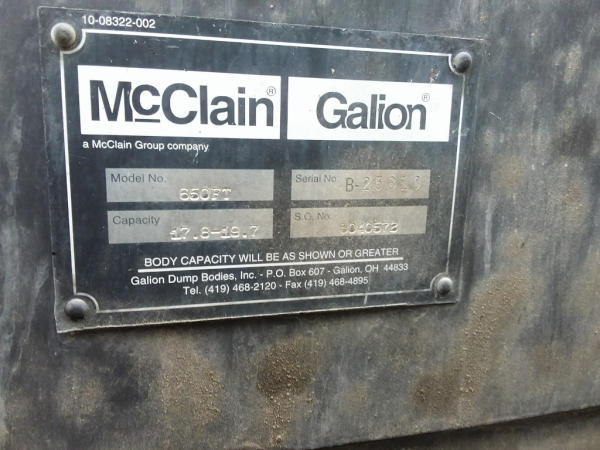 10-08322-002
McClain® Galion®
a McClain Group company
Model No. 650FT Serial No.
Capacity 17.8-19.7 S.O. No.
BODY CAPACITY WILL BE AS SHOWN OR GREATER
Galion Dump Bodies, Inc. - P.O. Box 607 - Galion, OH 44833
Tel. (419) 468-2120 - Fax (419) 468-4895